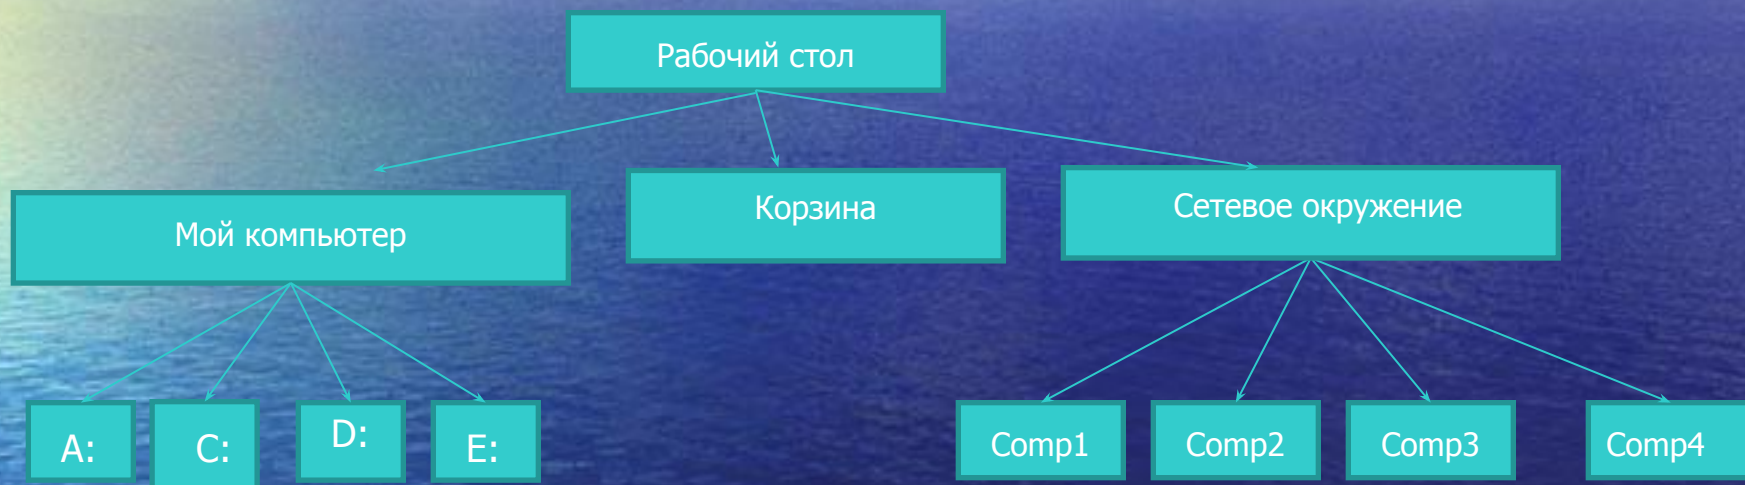 Рабочий стол
Мой компьютер
Корзина
Сетевое окружение
A:
C:
D:
E:
Comp1
Comp2
Comp3
Comp4